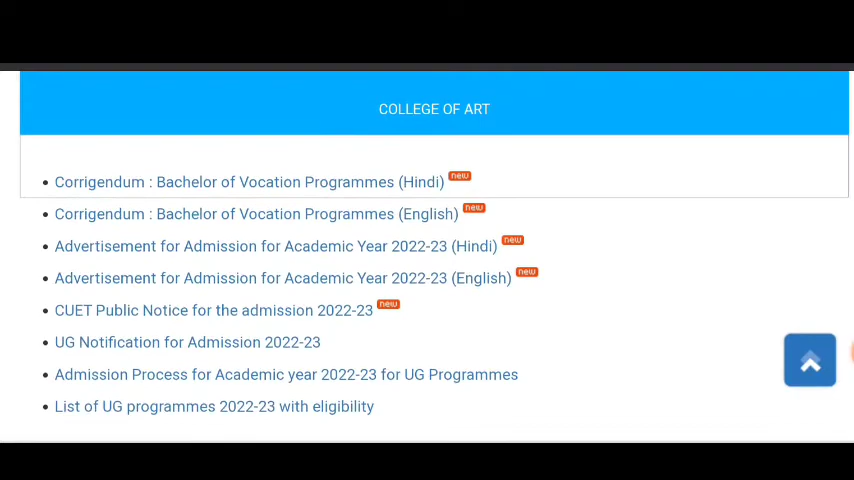 COLLEGE OF ART
Corrigendum : Bachelor of Vocation Programmes (Hindi) new
Corrigendum : Bachelor of Vocation Programmes (English) new
Advertisement for Admission for Academic Year 2022-23 (Hindi) new
Advertisement for Admission for Academic Year 2022-23 (English) new
CUET Public Notice for the admission 2022-23 new
UG Notification for Admission 2022-23
Admission Process for Academic year 2022-23 for UG Programmes
List of UG programmes 2022-23 with eligibility